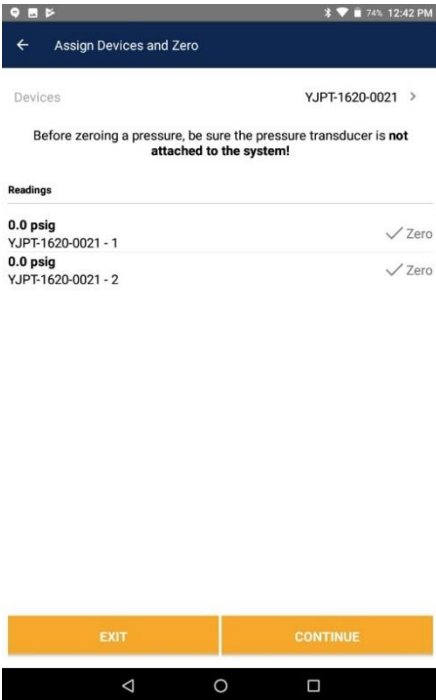 74% 12:42 PM
Assign Devices and Zero
Devices YJPT-1620-0021
Before zeroing a pressure, be sure the pressure transducer is not
attached to the system!
Readings
0.0 psig
YJPT-1620-0021 - 1
Zero
0.0 psig
YJPT-1620-0021 - 2
Zero
EXIT CONTINUE